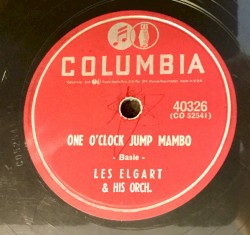 COLUMBIA
40326
(CO 52541)
ONE O'CLOCK JUMP MAMBO
- Basie -
LES ELGART
& HIS ORCH.